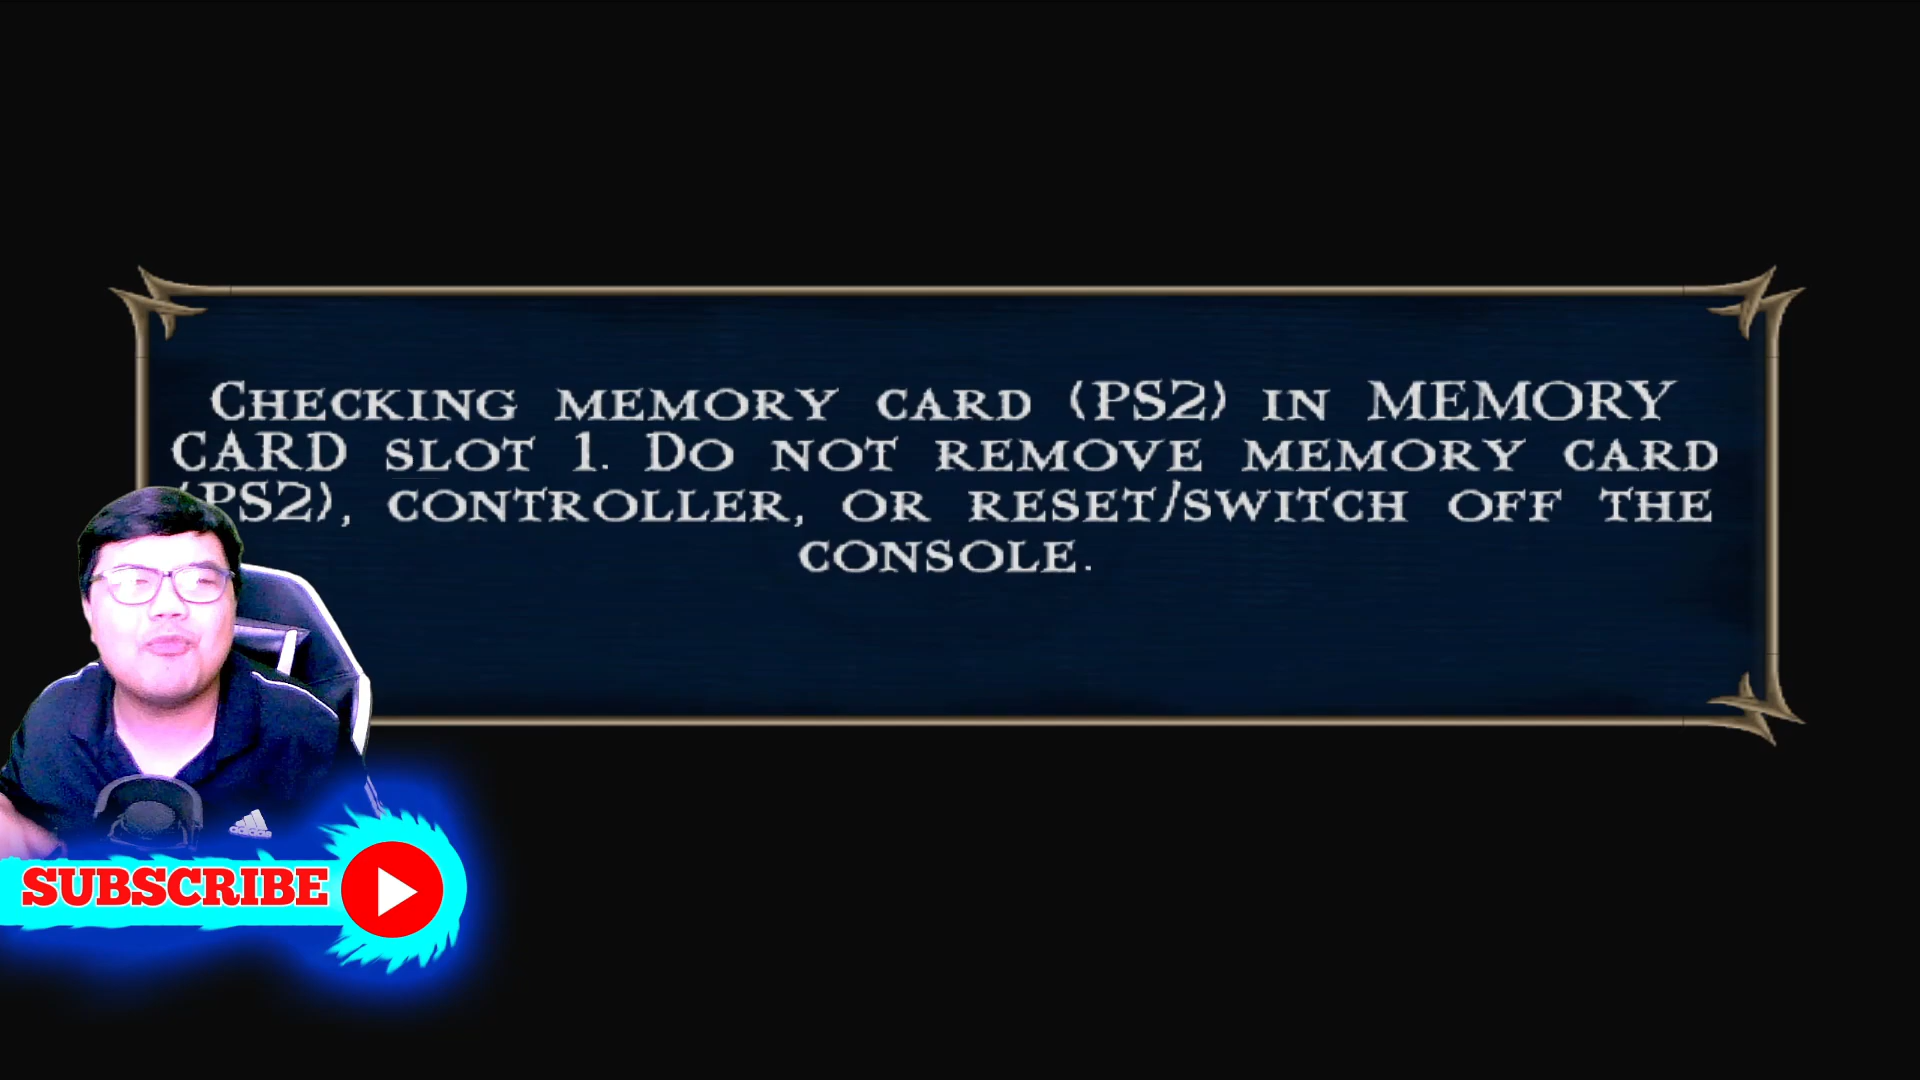 Checking memory card (PS2) in MEMORY
CARD slot 1. Do not remove memory card
(PS2), controller, or reset/switch off the
console.
adidas
SUBSCRIBE